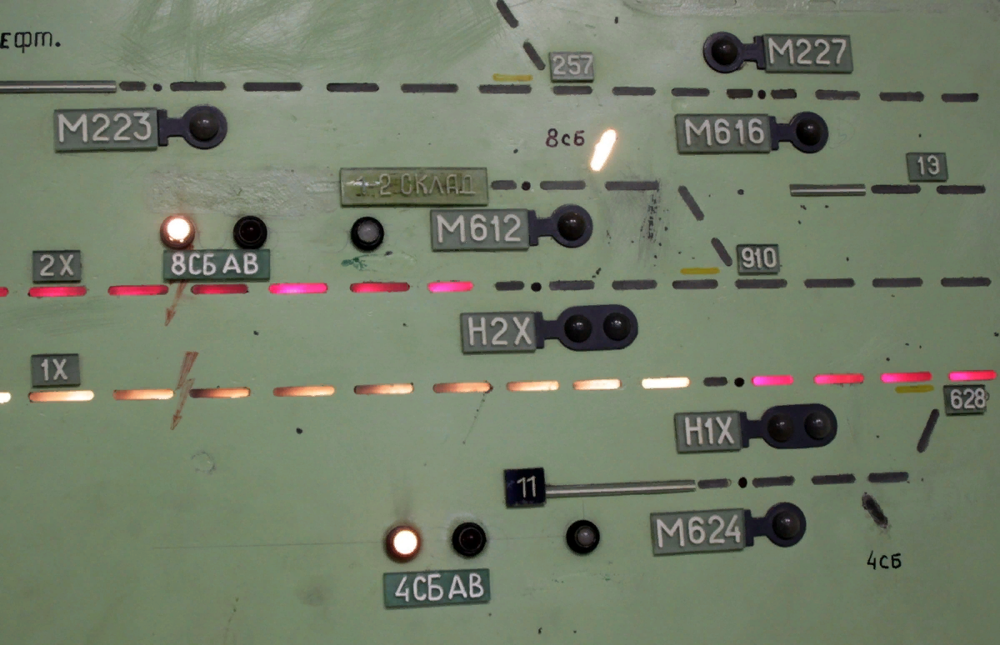 ефт.
М227
257
М223
М616
8сб
13
1-2 СКЛАД
М612
910
2Х
8СБ АВ
Н2Х
1Х
628
Н1Х
11
М624
4сб
4СБ АВ